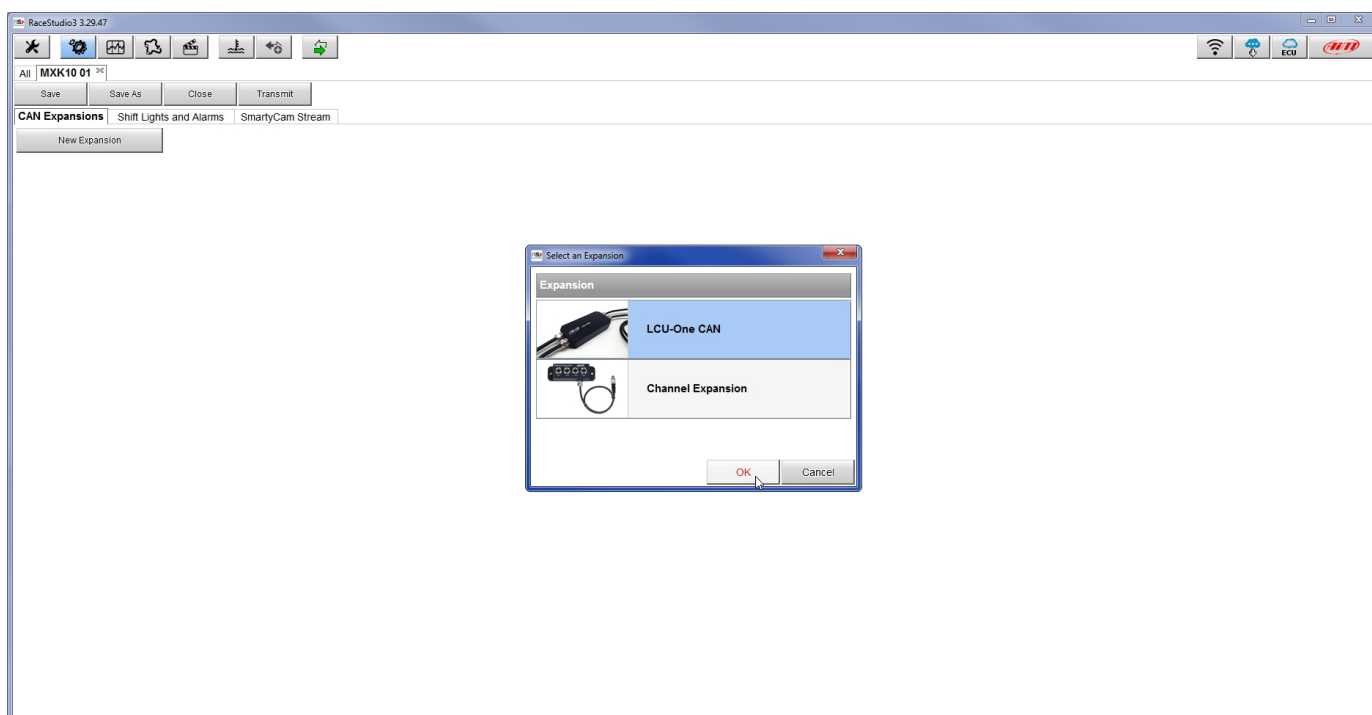 RaceStudio3 3.29.47
ECU
AiM
All MXK10 01
Save Save As Close Transmit
CAN Expansions Shift Lights and Alarms SmartyCam Stream
New Expansion
Select an Expansion
Expansion
LCU-One CAN
Channel Expansion
OK Cancel